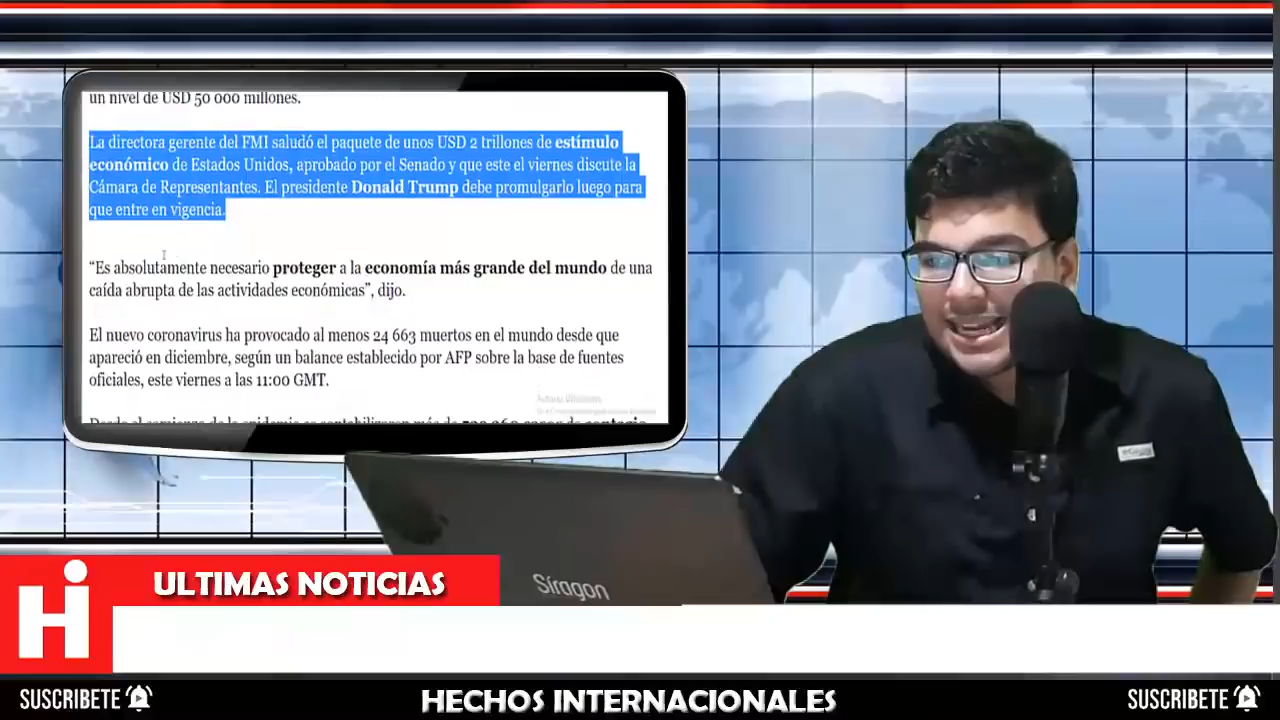 un nivel de USD 50 000 millones.
La directora gerente del FMI saludó el paquete de unos USD 2 trillones de estímulo
económico de Estados Unidos, aprobado por el Senado y que este el viernes discute la
Cámara de Representantes. El presidente Donald Trump debe promulgarlo luego para
que entre en vigencia.
“Es absolutamente necesario proteger a la economía más grande del mundo de una
caída abrupta de las actividades económicas”, dijo.
El nuevo coronavirus ha provocado al menos 24 663 muertos en el mundo desde que
apareció en diciembre, según un balance establecido por AFP sobre la base de fuentes
oficiales, este viernes a las 11:00 GMT.
Siragon
Hi
ULTIMAS NOTICIAS
SUSCRIBETE
HECHOS INTERNACIONALES
SUSCRIBETE